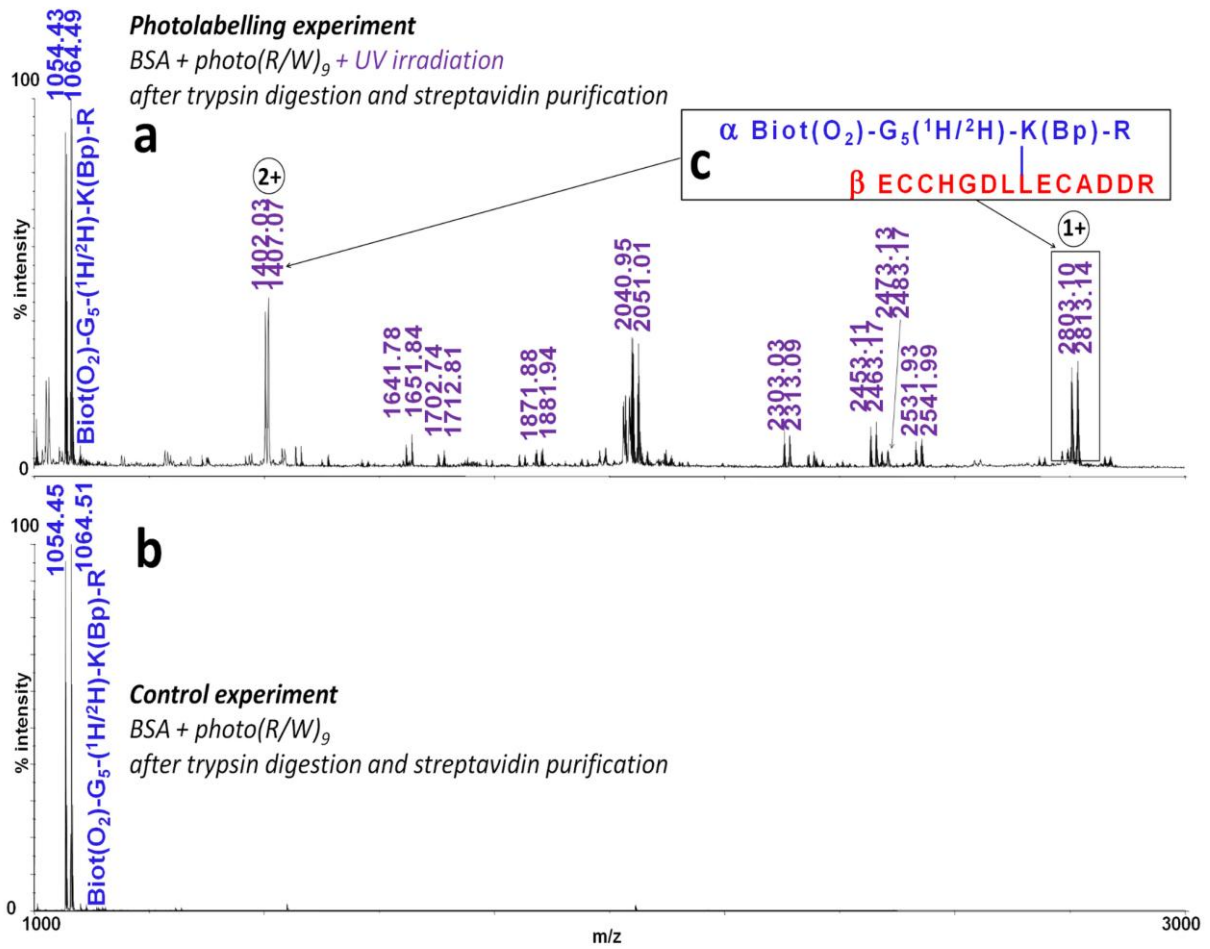 Photolabelling experiment
BSA + photo(R/W)₉ + UV irradiation
after trypsin digestion and streptavidin purification
a
100
0
% intensity
1054.43
1064.49
Biot(O₂)-G₅-(¹H/²H)-K(Bp)-R
2+
1402.03
1407.07
1641.78
1651.84
1702.74
1712.81
1871.88
1881.94
2040.95
2051.01
2303.03
2313.09
2453.11
2463.17
2473.13
2483.17
2531.93
2541.99
1+
2803.10
2813.14
c
α Biot(O₂)-G₅(¹H/²H)-K(Bp)-R
β ECCHGDLLECADDR
b
100
0
% intensity
1054.45
1064.51
Biot(O₂)-G₅-(¹H/²H)-K(Bp)-R
Control experiment
BSA + photo(R/W)₉
after trypsin digestion and streptavidin purification
1000
m/z
3000